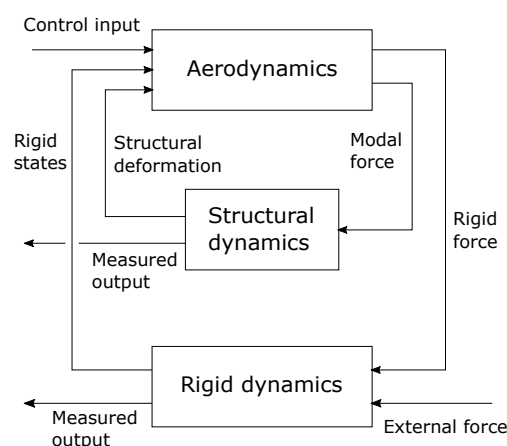 Control input
Aerodynamics
Rigid
states
Structural
deformation
Modal
force
Structural
dynamics
Rigid
force
Measured
output
Rigid dynamics
Measured
output
External force